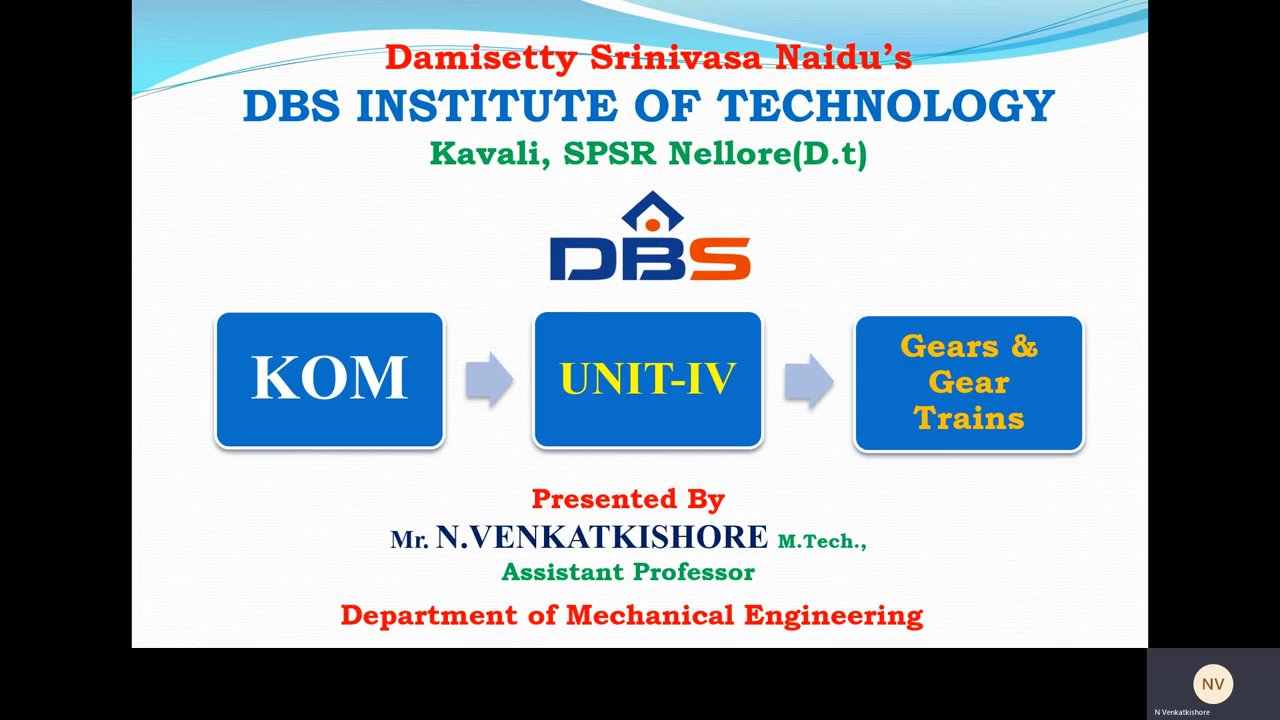 Damisetty Srinivasa Naidu's
DBS INSTITUTE OF TECHNOLOGY
Kavali, SPSR Nellore(D.t)
DBS
KOM
UNIT-IV
Gears &
Gear
Trains
Presented By
Mr. N.VENKATKISHORE M.Tech.,
Assistant Professor
Department of Mechanical Engineering
NV
N Venkatkishore